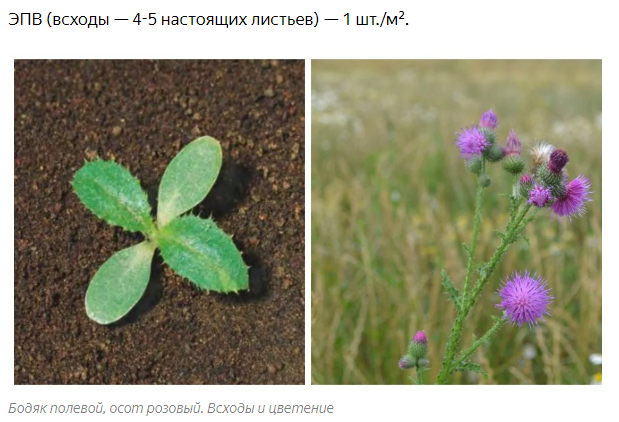 ЭПВ (всходы — 4-5 настоящих листьев) — 1 шт./м².
Бодяк полевой, осот розовый. Всходы и цветение